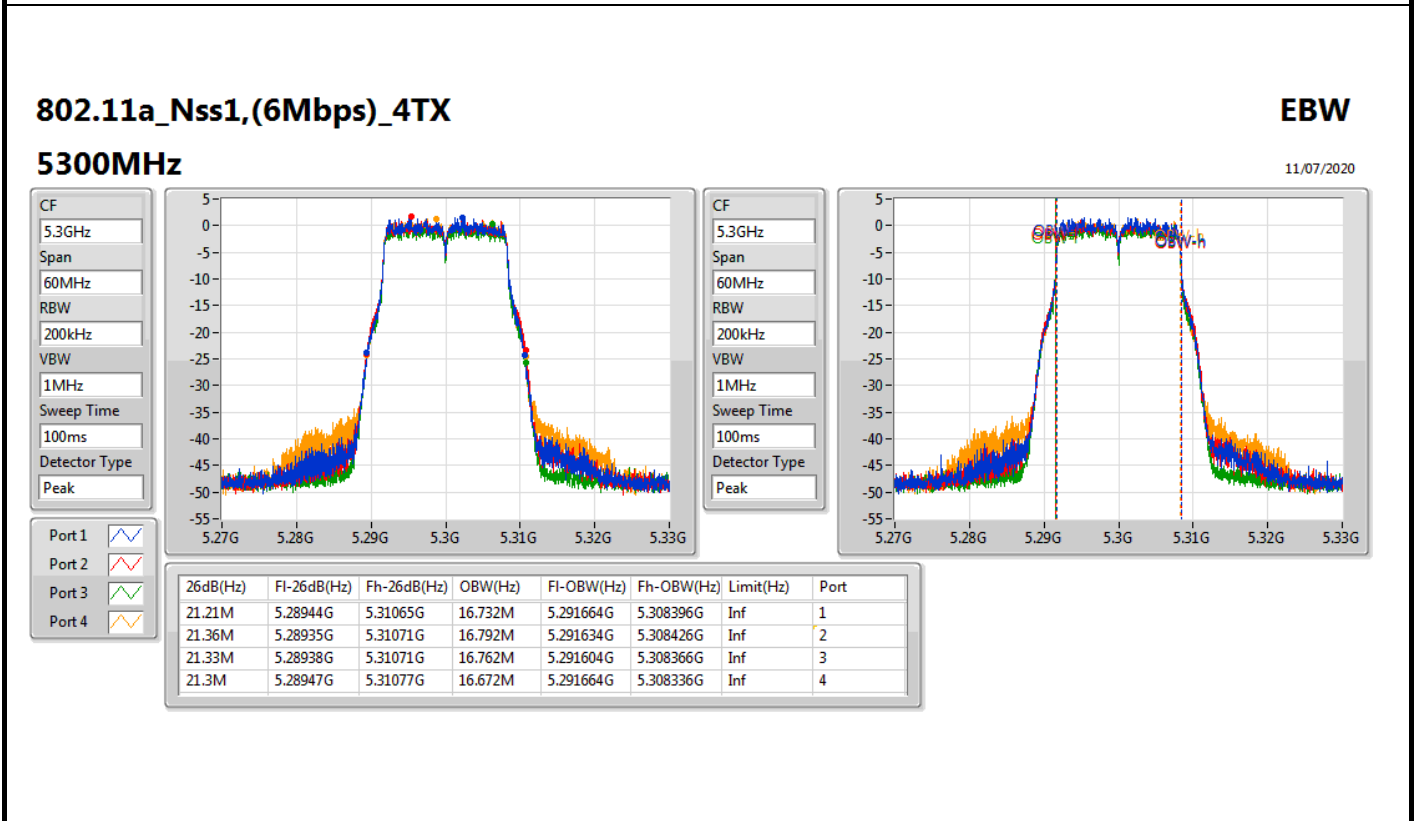 802.11a_Nss1,(6Mbps)_4TX
EBW
5300MHz
11/07/2020
CF
5.3GHz
Span
60MHz
RBW
200kHz
VBW
1MHz
Sweep Time
100ms
Detector Type
Peak
Port 1
Port 2
Port 3
Port 4
5
0
-5
-10
-15
-20
-25
-30
-35
-40
-45
-50
-55
5.27G 5.28G 5.29G 5.3G 5.31G 5.32G 5.33G
CF
5.3GHz
Span
60MHz
RBW
200kHz
VBW
1MHz
Sweep Time
100ms
Detector Type
Peak
5
0
-5
-10
-15
-20
-25
-30
-35
-40
-45
-50
-55
OBW-h
5.27G 5.28G 5.29G 5.3G 5.31G 5.32G 5.33G
26dB(Hz) Fl-26dB(Hz) Fh-26dB(Hz) OBW(Hz) Fl-OBW(Hz) Fh-OBW(Hz) Limit(Hz) Port
21.21M 5.28944G 5.31065G 16.732M 5.291664G 5.308396G Inf 1
21.36M 5.28935G 5.31071G 16.792M 5.291634G 5.308426G Inf 2
21.33M 5.28938G 5.31071G 16.762M 5.291604G 5.308366G Inf 3
21.3M 5.28947G 5.31077G 16.672M 5.291664G 5.308336G Inf 4